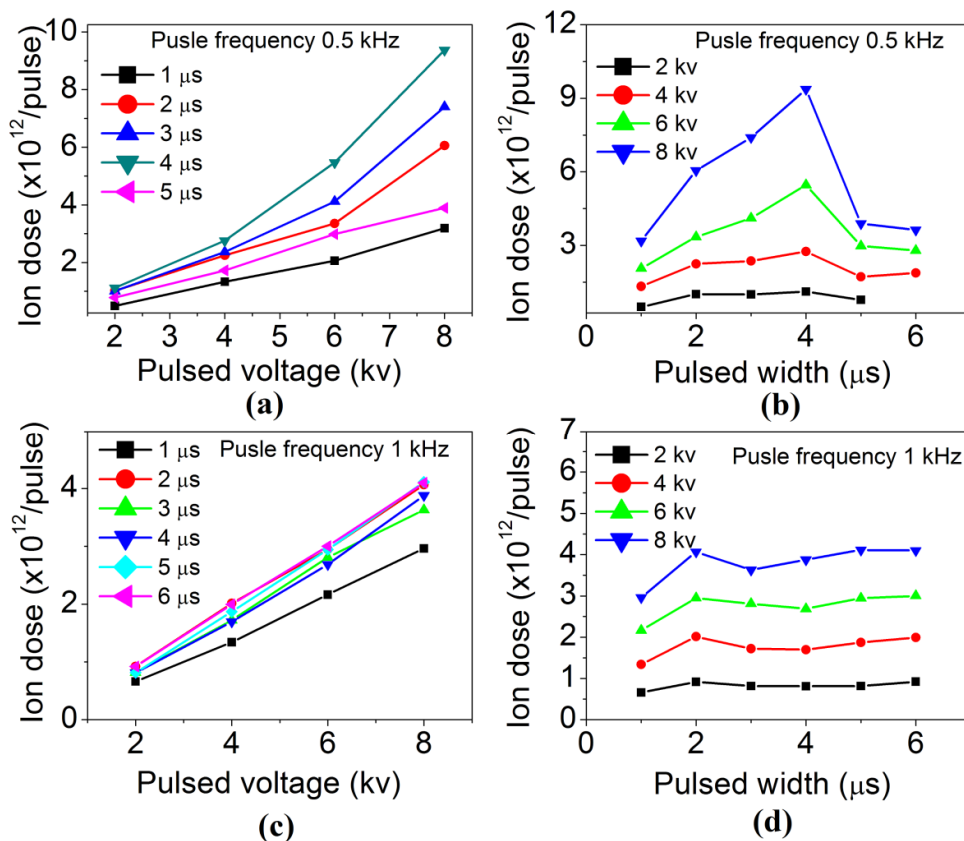 Ion dose (x10^12/pulse)
10
8
6
4
2
Pusle frequency 0.5 kHz
1 μs
2 μs
3 μs
4 μs
5 μs
2 3 4 5 6 7 8
Pulsed voltage (kv)
(a)
Ion dose (x10^12/pulse)
12
9
6
3
Pusle frequency 0.5 kHz
2 kv
4 kv
6 kv
8 kv
0 2 4 6
Pulsed width (μs)
(b)
Ion dose (x10^12/pulse)
4
2
0
Pusle frequency 1 kHz
1 μs
2 μs
3 μs
4 μs
5 μs
6 μs
2 4 6 8
Pulsed voltage (kv)
(c)
Ion dose (x10^12/pulse)
7
6
5
4
3
2
1
0
Pusle frequency 1 kHz
2 kv
4 kv
6 kv
8 kv
0 2 4 6
Pulsed width (μs)
(d)